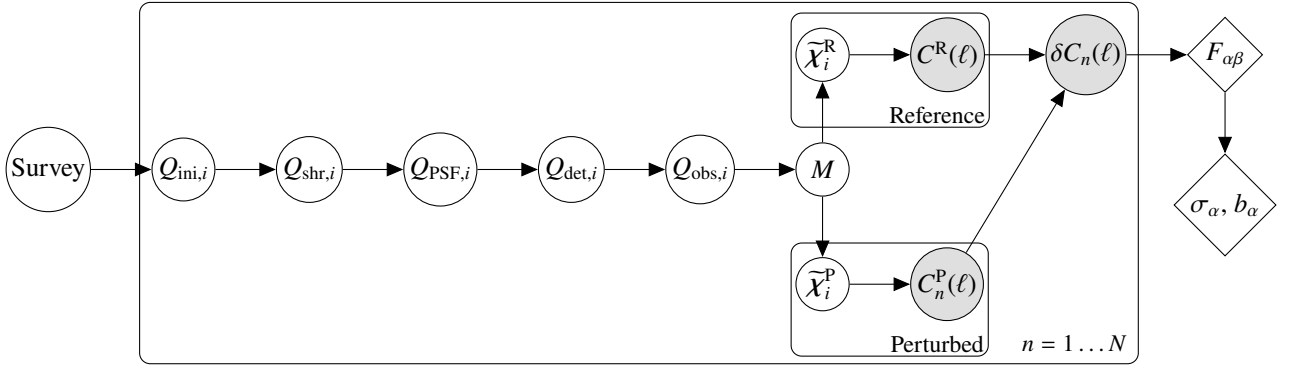 Survey
Q_ini,i
Q_shr,i
Q_PSF,i
Q_det,i
Q_obs,i
M
χ̃_i^R
C^R(ℓ)
Reference
χ̃_i^P
C_n^P(ℓ)
Perturbed
δC_n(ℓ)
n = 1 … N
F_αβ
σ_α, b_α